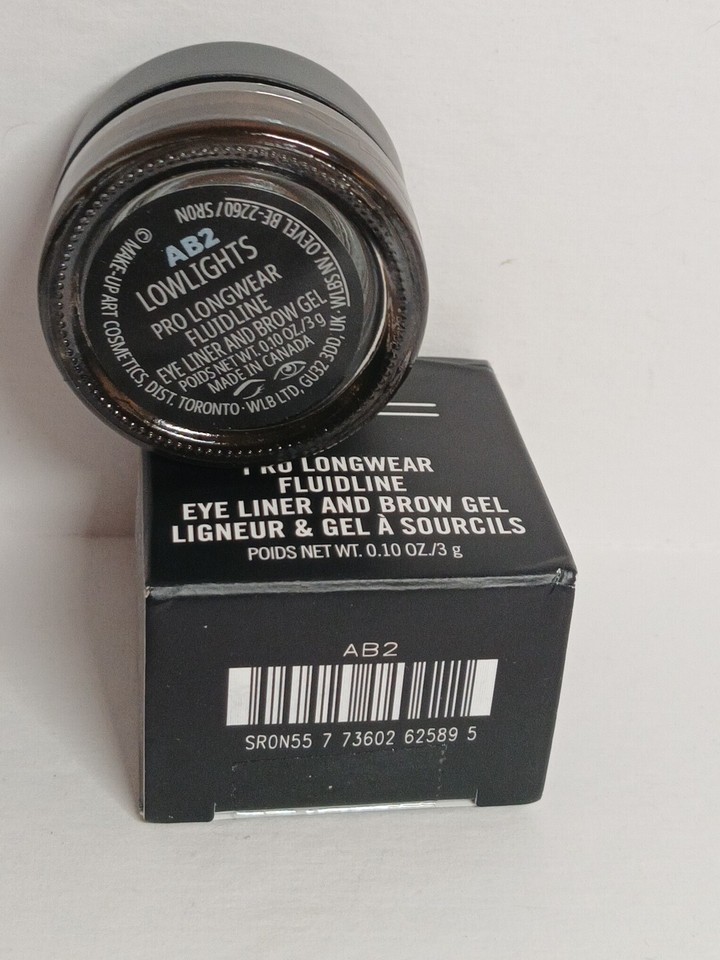 AB2
LOWLIGHTS
PRO LONGWEAR
FLUIDLINE
EYE LINER AND BROW GEL
POIDS NET WT. 0.10 OZ./3 g
MADE IN CANADA
© MAKE-UP ART COSMETICS, DIST. TORONTO · WLB LTD, GU32 3DD, UK · WLBS NV, OEVEL BE-2260/SRON
PRO LONGWEAR
FLUIDLINE
EYE LINER AND BROW GEL
LIGNEUR & GEL À SOURCILS
POIDS NET WT. 0.10 OZ./3 g
AB2
SR0N55 7 73602 62589 5